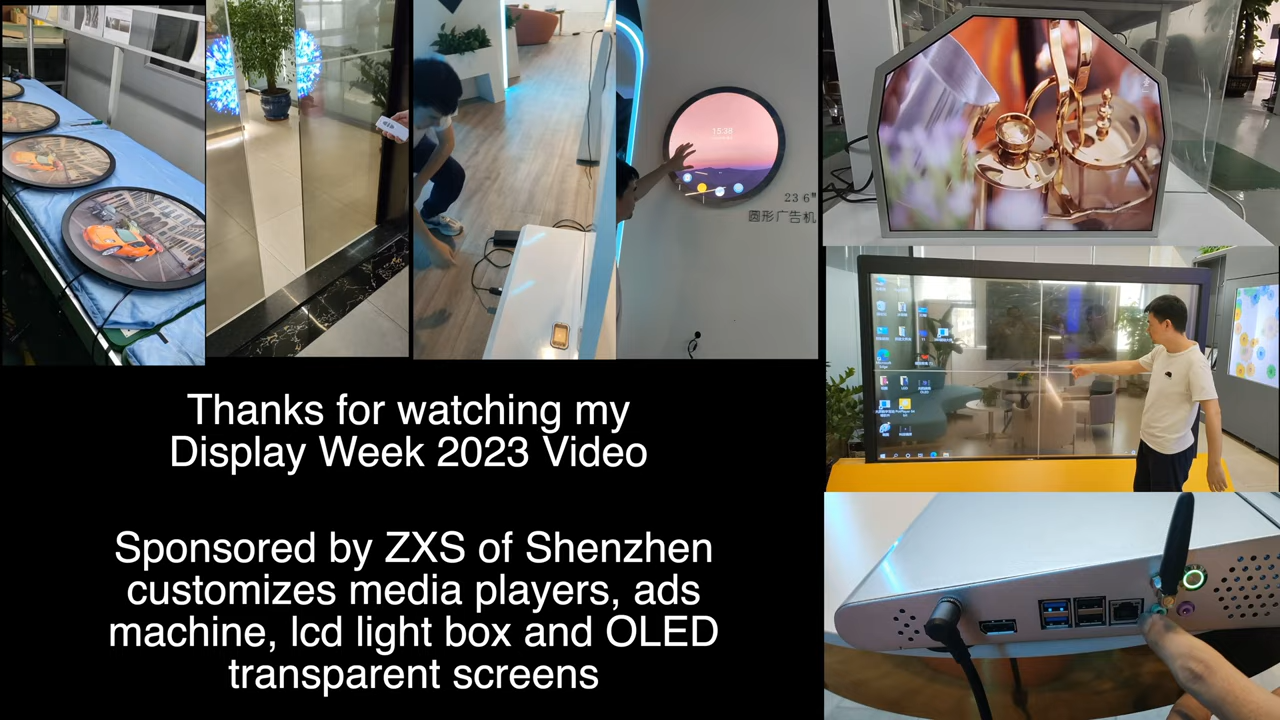 15:38
23 6"
圆形广告机
Thanks for watching my
Display Week 2023 Video
Sponsored by ZXS of Shenzhen
customizes media players, ads
machine, lcd light box and OLED
transparent screens